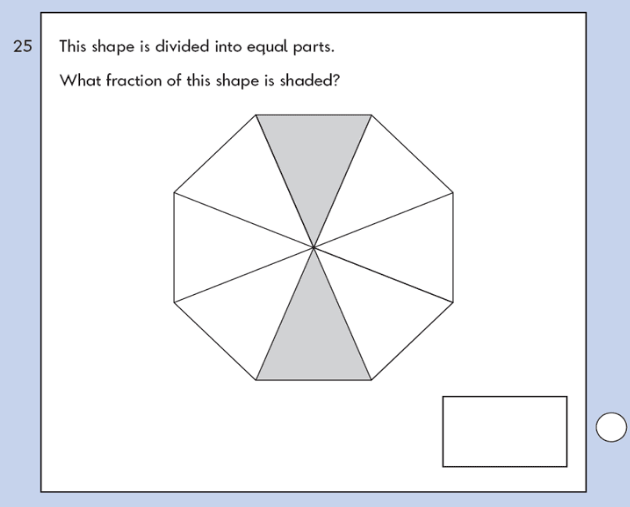 25 This shape is divided into equal parts.
What fraction of this shape is shaded?